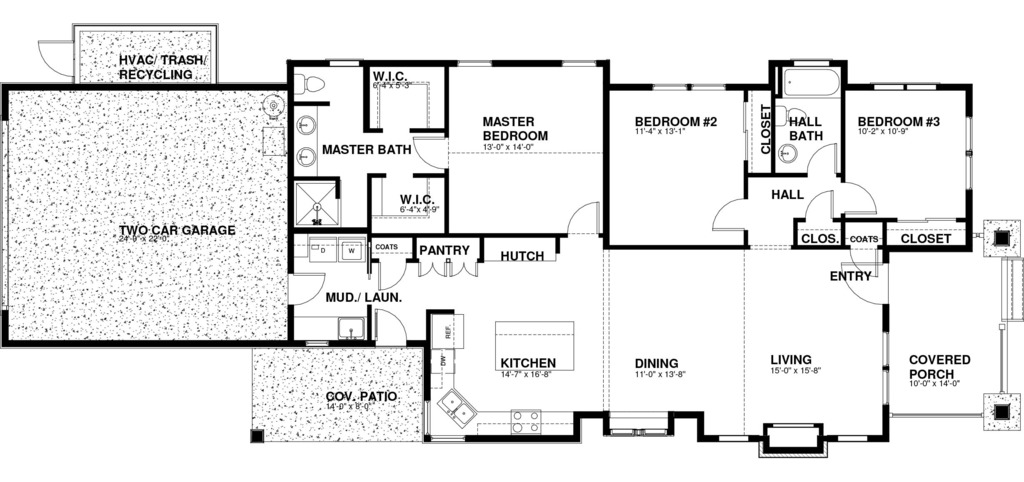 HVAC/ TRASH/
RECYCLING
W.I.C.
6'-4"x 5'-3"
MASTER
BEDROOM
13'-0" x 14'-0"
BEDROOM #2
11'-4" x 13'-1"
CLOSET
HALL
BATH
BEDROOM #3
10'-2" x 10'-9"
MASTER BATH
W.I.C.
6'-4"x 4'-9"
HALL
TWO CAR GARAGE
24'-9" x 22'-0"
D
W
COATS
PANTRY
HUTCH
CLOS.
COATS
CLOSET
ENTRY
MUD./ LAUN.
REF.
DW
KITCHEN
14'-7" x 16'-8"
DINING
11'-0" x 13'-8"
LIVING
15'-0" x 15'-8"
COVERED
PORCH
10'-0" x 14'-0"
COV. PATIO
14'-0" x 8'-0"